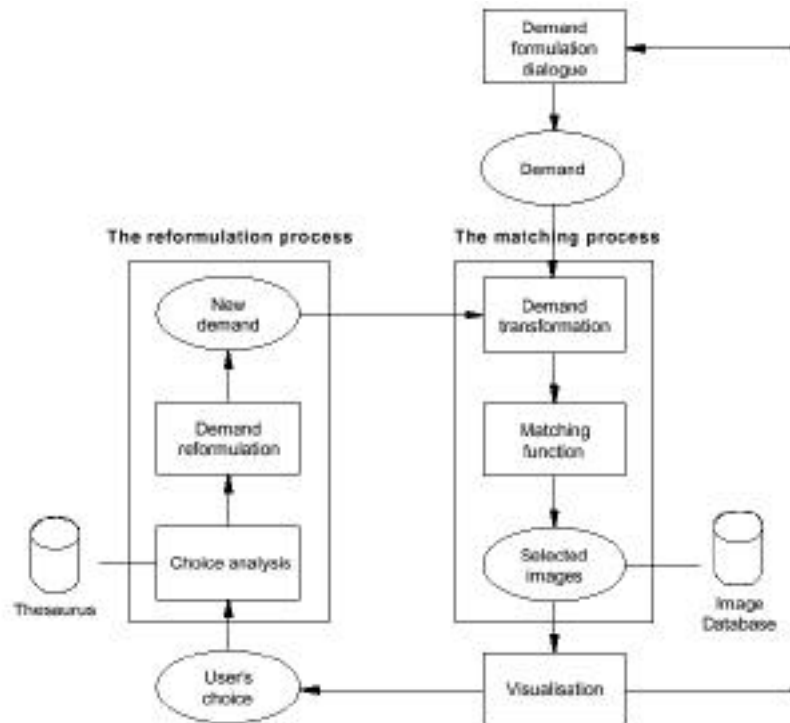 Demand
formulation
dialogue
Demand
The reformulation process
The matching process
New
demand
Demand
transformation
Demand
reformulation
Matching
function
Choice analysis
Selected
images
Thesaurus
Image
Database
User's
choice
Visualisation